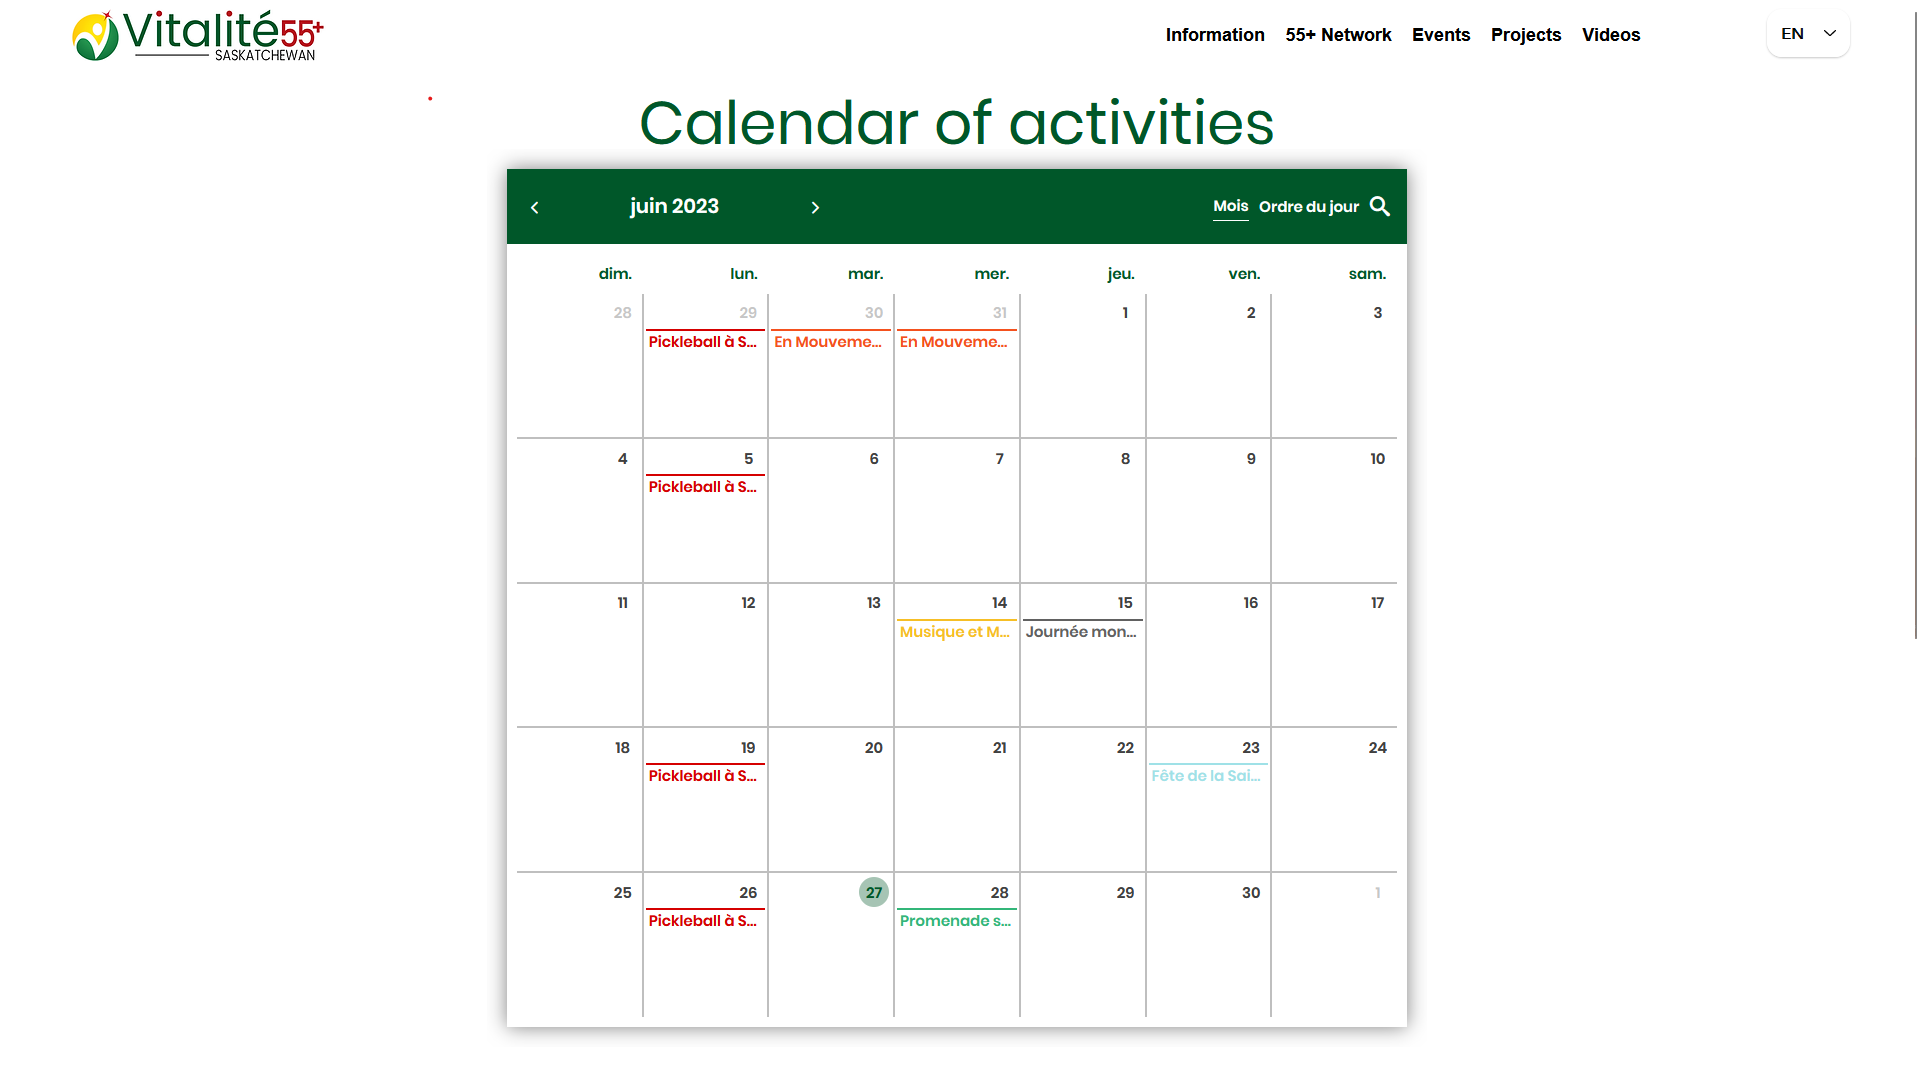 Vitalité55+
SASKATCHEWAN
Information 55+ Network Events Projects Videos
EN
Calendar of activities
juin 2023
Mois Ordre du jour
dim. lun. mar. mer. jeu. ven. sam.
28 29 30 31 1 2 3
Pickleball à S... En Mouveme... En Mouveme...
4 5 6 7 8 9 10
Pickleball à S...
11 12 13 14 15 16 17
Musique et M... Journée mon...
18 19 20 21 22 23 24
Pickleball à S... Fête de la Sai...
25 26 27 28 29 30 1
Pickleball à S... Promenade s...